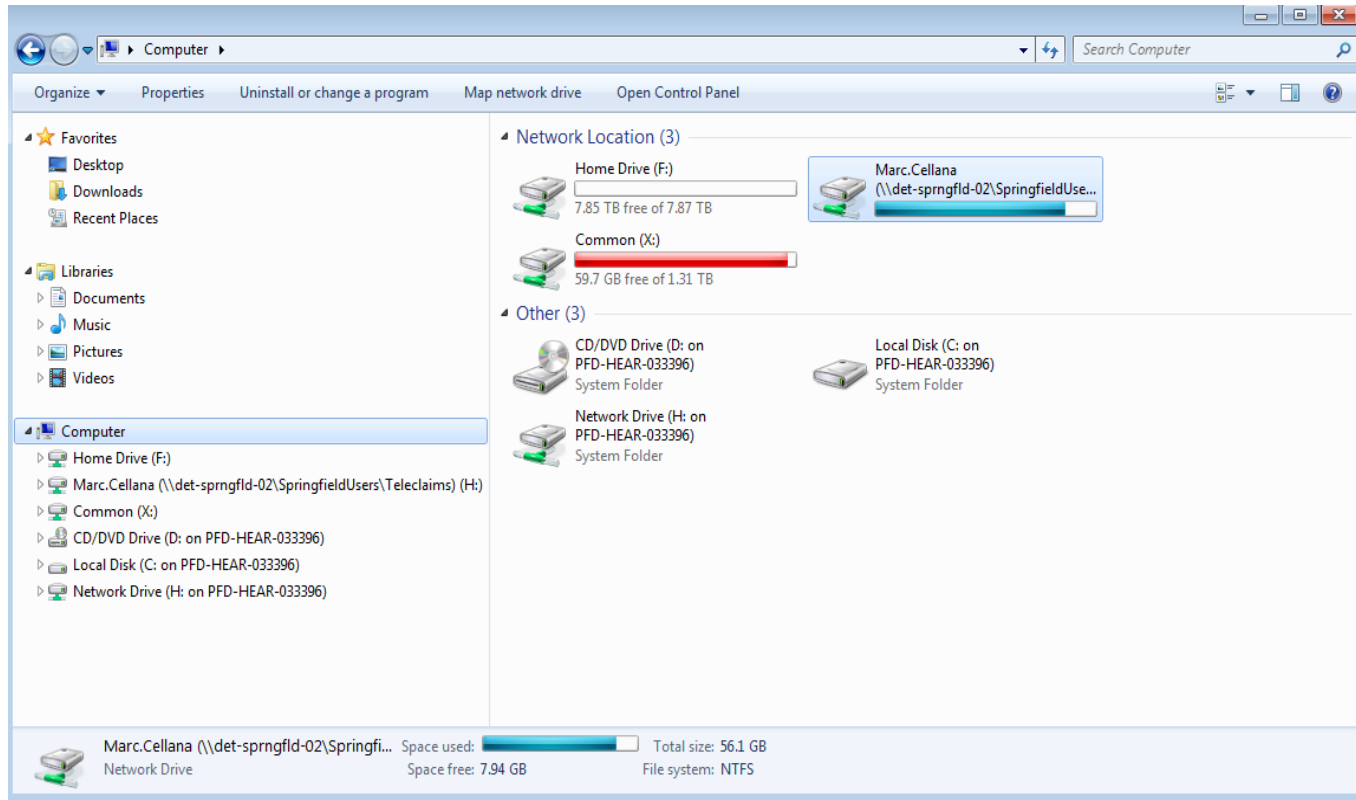 Computer
Search Computer
Organize
Properties
Uninstall or change a program
Map network drive
Open Control Panel
Favorites
Desktop
Downloads
Recent Places
Libraries
Documents
Music
Pictures
Videos
Computer
Home Drive (F:)
Marc.Cellana (\\det-sprngfld-02\SpringfieldUsers\Teleclaims) (H:)
Common (X:)
CD/DVD Drive (D: on PFD-HEAR-033396)
Local Disk (C: on PFD-HEAR-033396)
Network Drive (H: on PFD-HEAR-033396)
Network Location (3)
Home Drive (F:)
7.85 TB free of 7.87 TB
Marc.Cellana
(\\det-sprngfld-02\SpringfieldUse...
Common (X:)
59.7 GB free of 1.31 TB
Other (3)
CD/DVD Drive (D: on
PFD-HEAR-033396)
System Folder
Local Disk (C: on
PFD-HEAR-033396)
System Folder
Network Drive (H: on
PFD-HEAR-033396)
System Folder
Marc.Cellana (\\det-sprngfld-02\Springfi... Space used: Total size: 56.1 GB
Network Drive Space free: 7.94 GB File system: NTFS